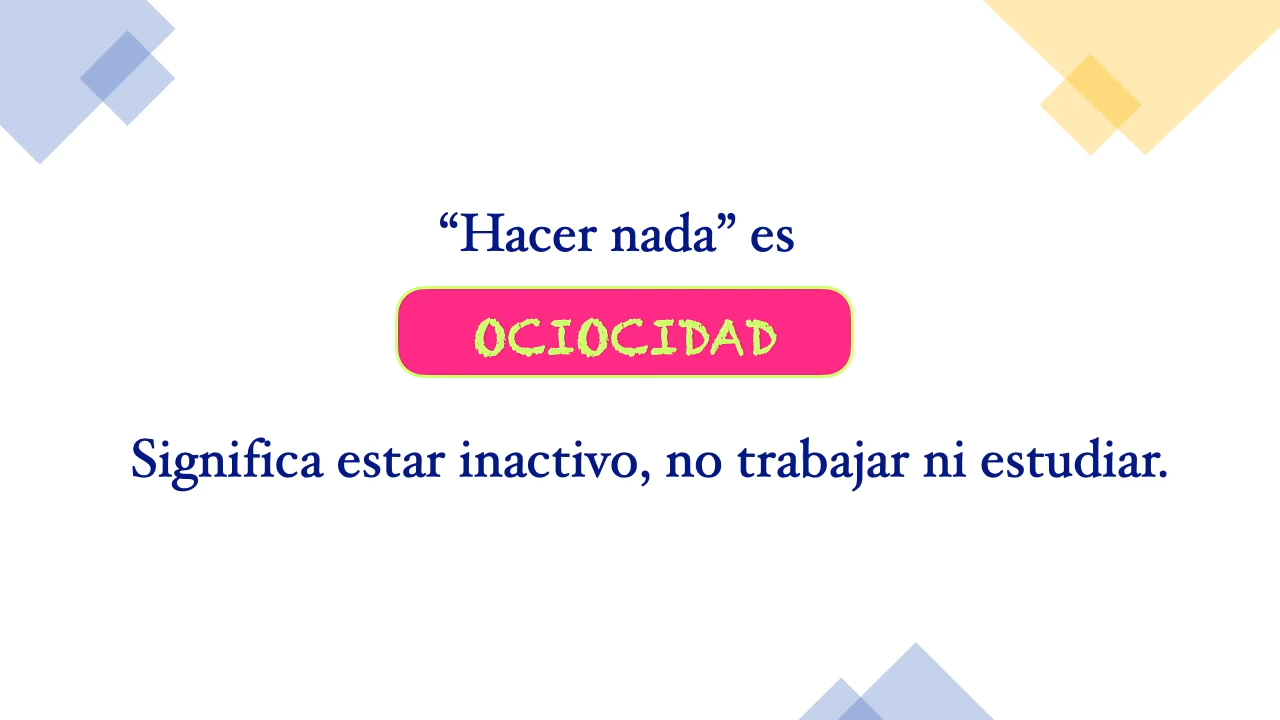 “Hacer nada” es
OCIOCIDAD
Significa estar inactivo, no trabajar ni estudiar.